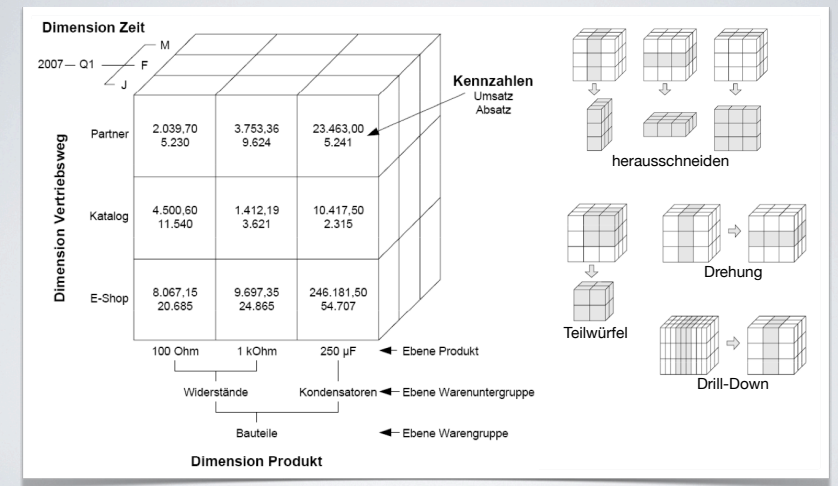 Dimension Zeit
M
2007 Q1 F
J
Kennzahlen
Umsatz
Absatz
Dimension Vertriebsweg
Partner 2.039,70 3.753,36 23.463,00
5.230 9.624 5.241
Katalog 4.500,60 1.412,19 10.417,50
11.540 3.621 2.315
E-Shop 8.067,15 9.697,35 246.181,50
20.685 24.865 54.707
100 Ohm 1 kOhm 250 µF Ebene Produkt
Widerstände Kondensatoren Ebene Warenuntergruppe
Bauteile Ebene Warengruppe
Dimension Produkt
herausschneiden
Drehung
Teilwürfel
Drill-Down